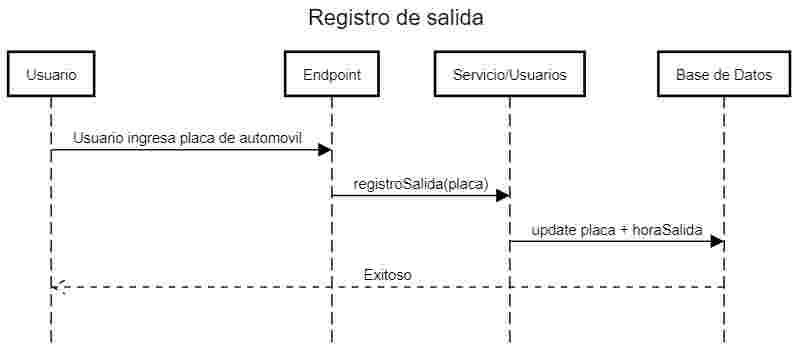 Registro de salida
Usuario
Endpoint
Servicio/Usuarios
Base de Datos
Usuario ingresa placa de automovil
registroSalida(placa)
update placa + horaSalida
Exitoso